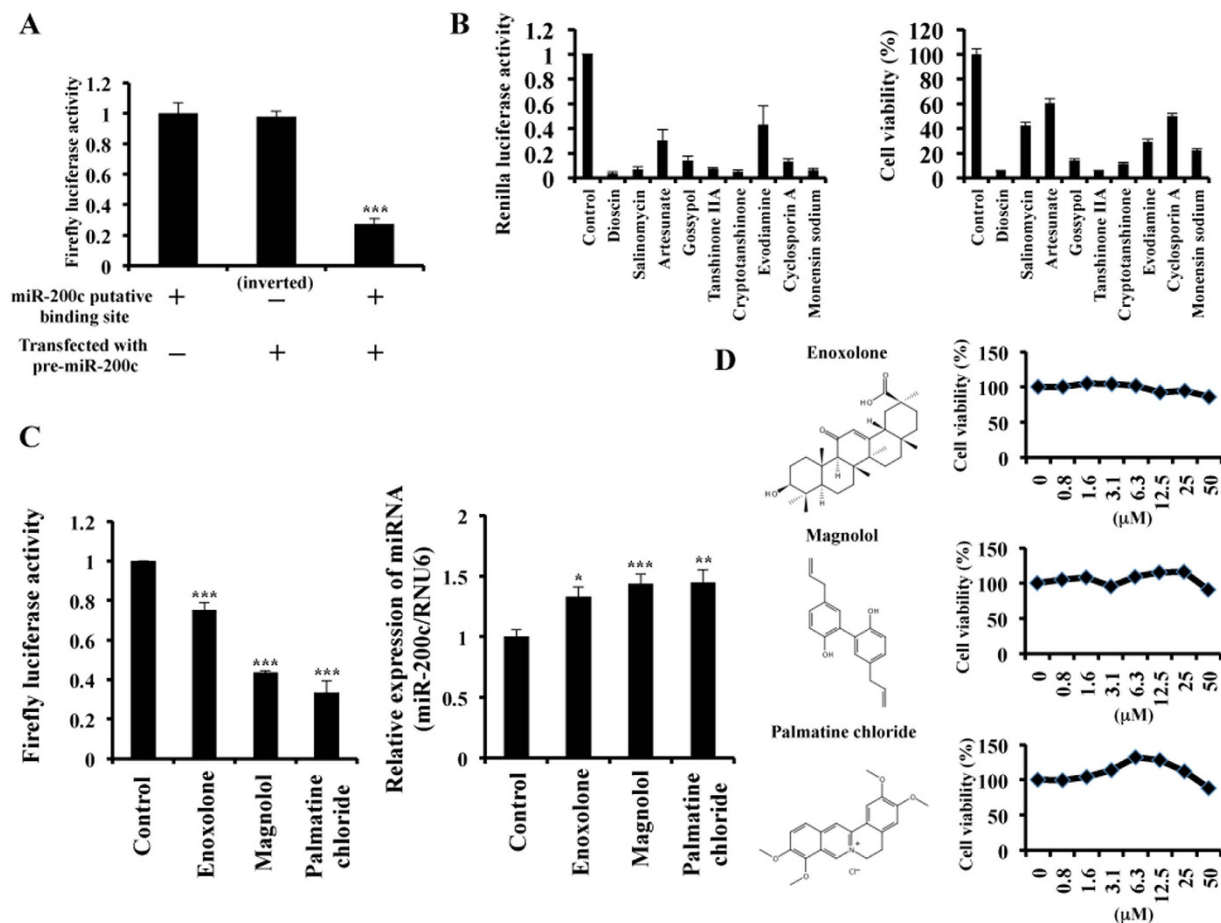 A
Firefly luciferase activity
1.2
1
0.8
0.6
0.4
0.2
0
***
(inverted)
miR-200c putative
binding site
+
−
+
Transfected with
pre-miR-200c
−
+
+
B
Renilla luciferase activity
1.2
1
0.8
0.6
0.4
0.2
0
Control
Dioscin
Salinomycin
Artesunate
Gossypol
Tanshinone IIA
Cryptotanshinone
Evodiamine
Cyclosporin A
Monensin sodium
Cell viability (%)
120
100
80
60
40
20
0
Control
Dioscin
Salinomycin
Artesunate
Gossypol
Tanshinone IIA
Cryptotanshinone
Evodiamine
Cyclosporin A
Monensin sodium
C
Firefly luciferase activity
1.2
1
0.8
0.6
0.4
0.2
0
***
***
***
Control
Enoxolone
Magnolol
Palmatine
chloride
Relative expression of miRNA
(miR-200c/RNU6)
2
1.5
1
0.5
0
*
***
**
Control
Enoxolone
Magnolol
Palmatine
chloride
D
Enoxolone
O
HO
H
O
H
H
HO
H
Cell viability (%)
150
100
50
0
0
0.8
1.6
3.1
6.3
12.5
25
50
(μM)
Magnolol
OH
OH
Cell viability (%)
150
100
50
0
0
0.8
1.6
3.1
6.3
12.5
25
50
(μM)
Palmatine chloride
O
O
O
O
N+
Cl−
Cell viability (%)
150
100
50
0
0
0.8
1.6
3.1
6.3
12.5
25
50
(μM)